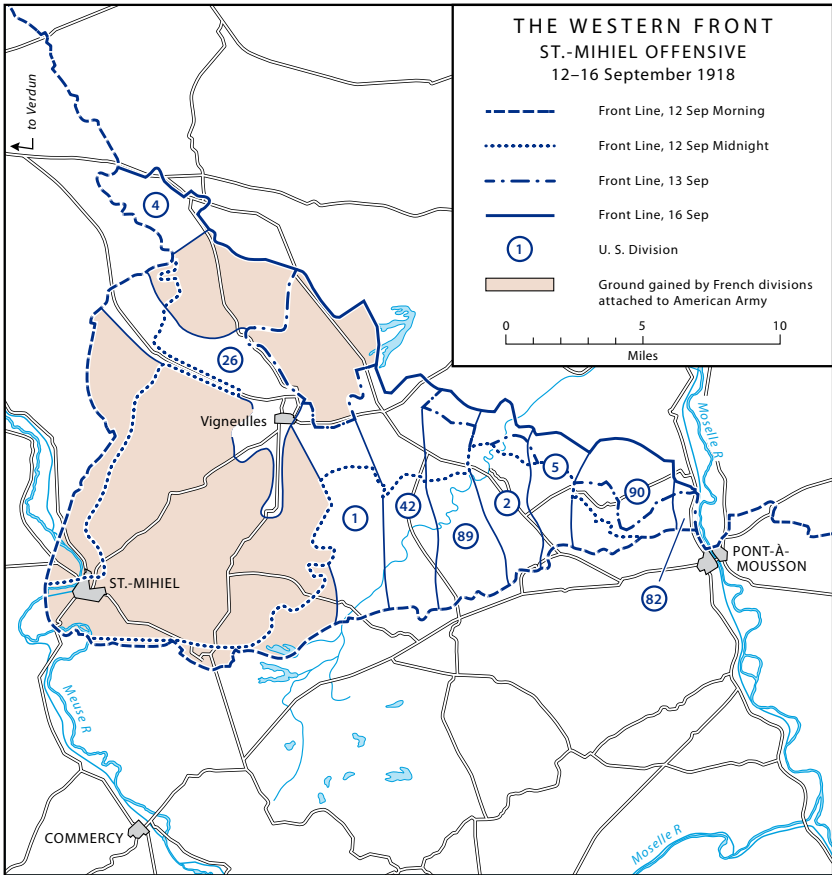 THE WESTERN FRONT
ST.-MIHIEL OFFENSIVE
12–16 September 1918
Front Line, 12 Sep Morning
Front Line, 12 Sep Midnight
Front Line, 13 Sep
Front Line, 16 Sep
1
U. S. Division
Ground gained by French divisions
attached to American Army
0
5
10
Miles
to Verdun
4
26
Vigneulles
1
42
89
2
5
90
82
Moselle R
PONT-À-
MOUSSON
ST.-MIHIEL
Meuse R
COMMERCY
Moselle R